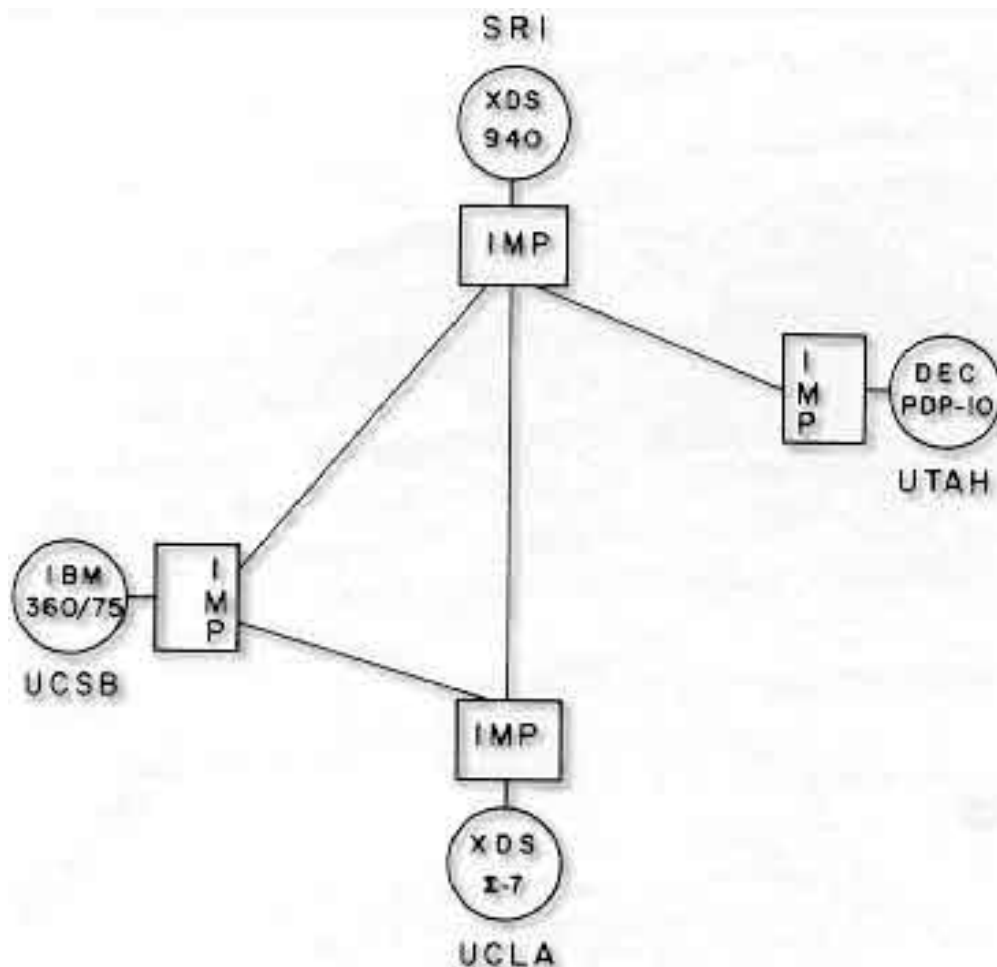 SRI
XDS
940
IMP
I
M
P
DEC
PDP-10
UTAH
IBM
360/75
I
M
P
UCSB
IMP
XDS
Σ-7
UCLA